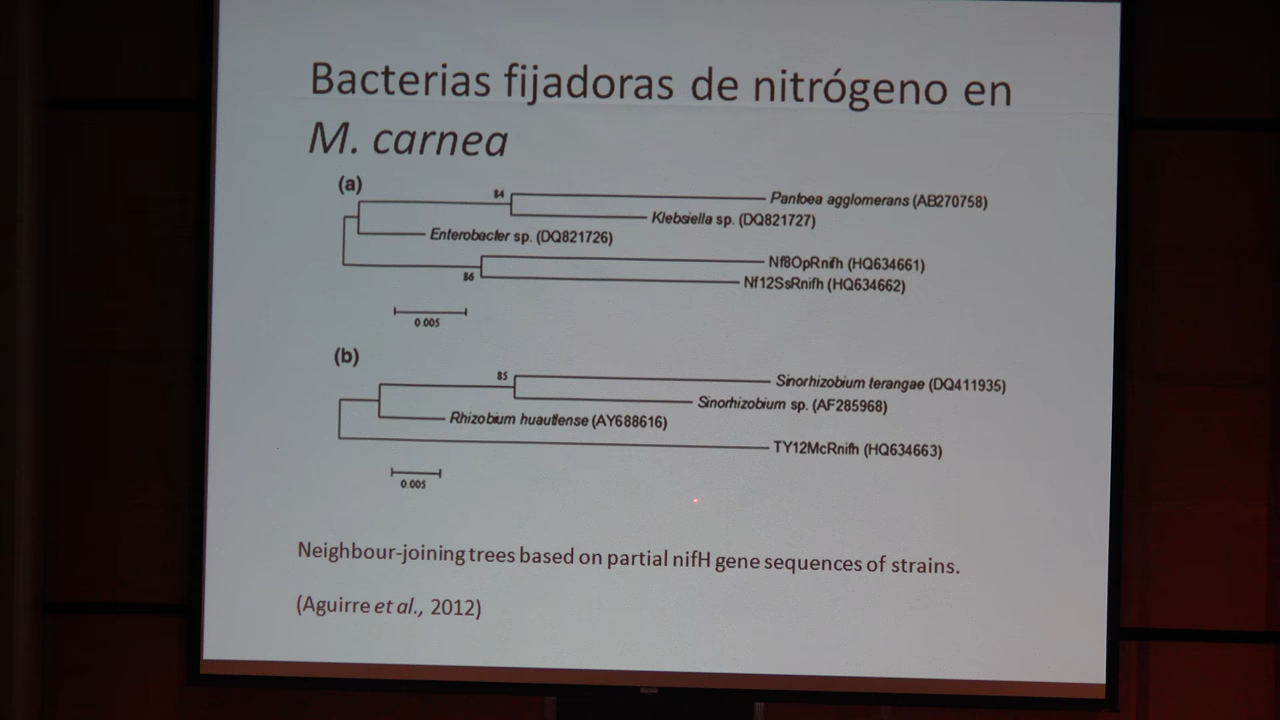 Bacterias fijadoras de nitrógeno en
M. carnea
(a)
84
Pantoea agglomerans (AB270758)
Klebsiella sp. (DQ821727)
Enterobacter sp. (DQ821726)
Nf8OpRnifh (HQ634661)
86
Nf12SsRnifh (HQ634662)
0.005
(b)
85
Sinorhizobium terangae (DQ411935)
Sinorhizobium sp. (AF285968)
Rhizobium huautlense (AY688616)
TY12McRnifh (HQ634663)
0.005
Neighbour-joining trees based on partial nifH gene sequences of strains.
(Aguirre et al., 2012)